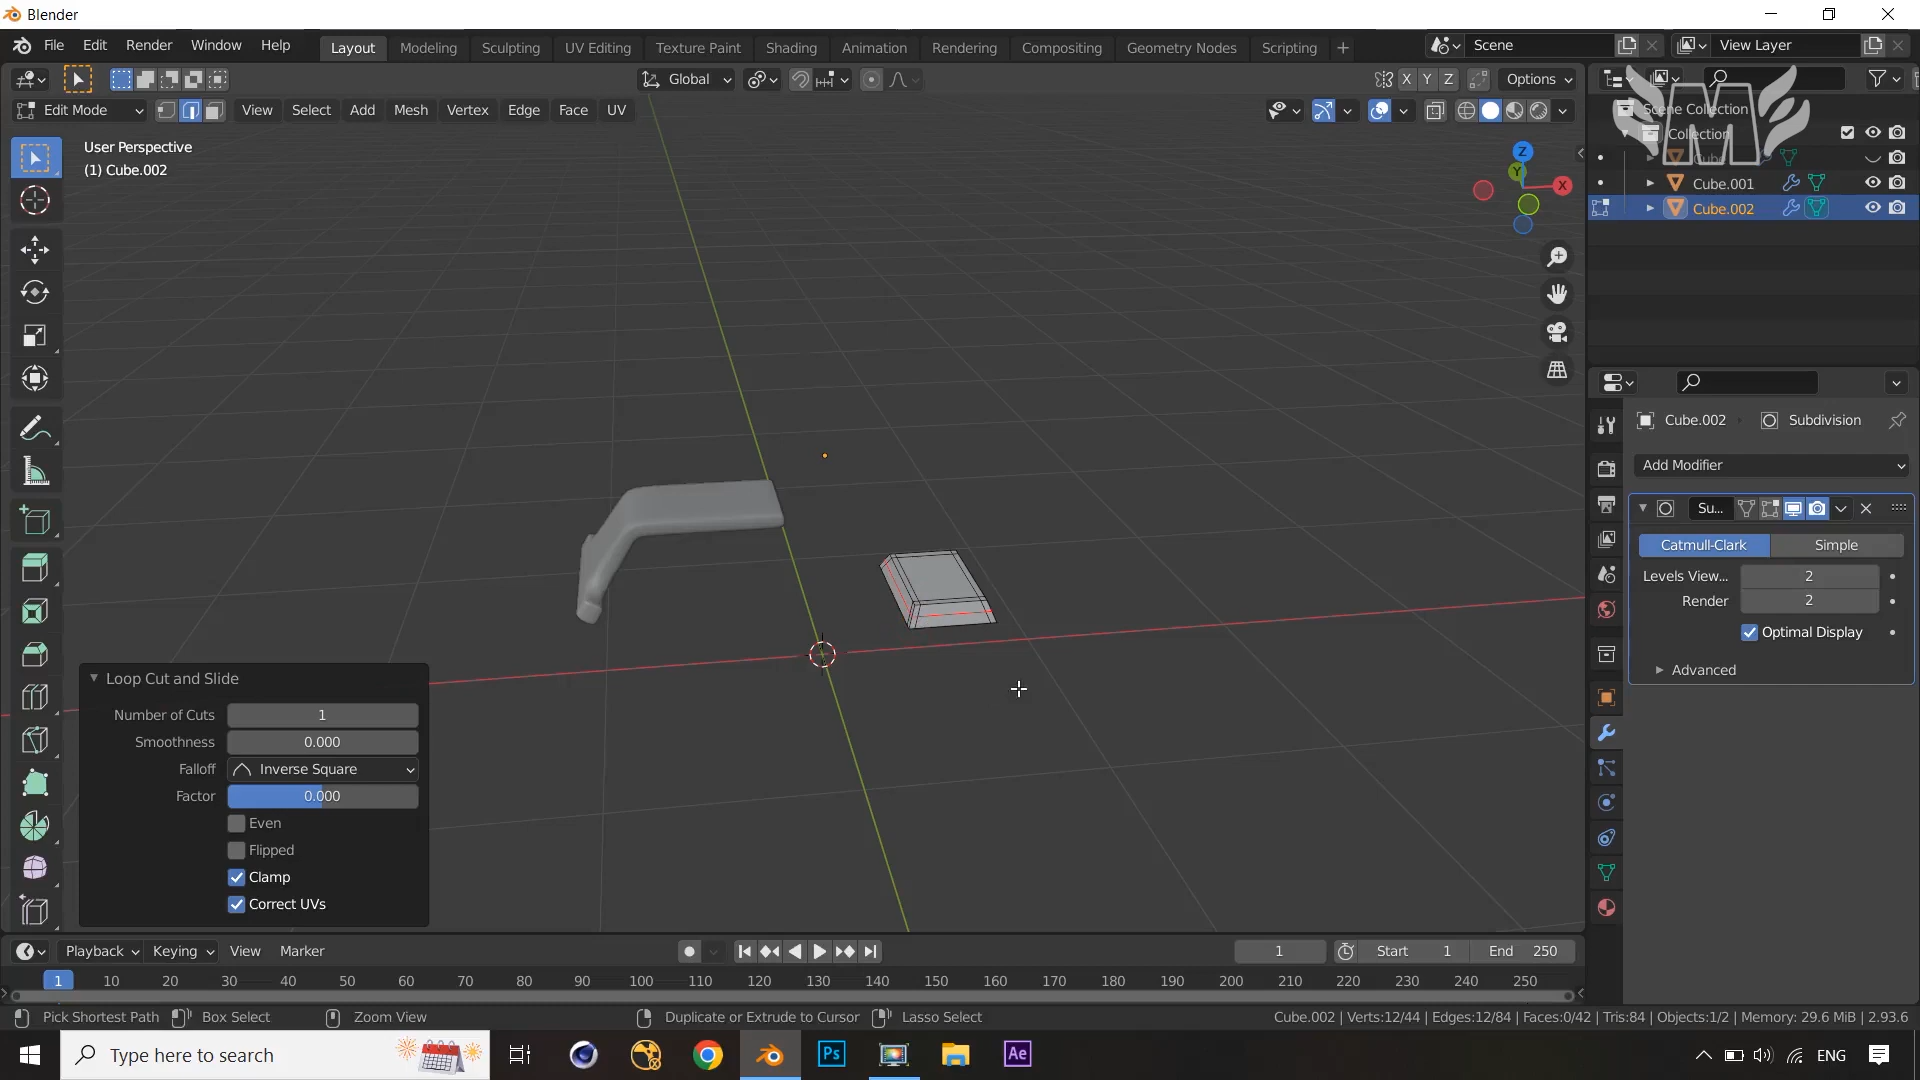 Blender
File Edit Render Window Help Layout Modeling Sculpting UV Editing Texture Paint Shading Animation Rendering Compositing Geometry Nodes Scripting + Scene View Layer
Global X Y Z Options
Edit Mode View Select Add Mesh Vertex Edge Face UV
Scene Collection
Collection
Cube
Cube.001
Cube.002
User Perspective
(1) Cube.002
Z
Y
X
Cube.002 Subdivision
Add Modifier
Su...
Catmull-Clark Simple
Levels View... 2
Render 2
Optimal Display
Advanced
Loop Cut and Slide
Number of Cuts 1
Smoothness 0.000
Falloff Inverse Square
Factor 0.000
Even
Flipped
Clamp
Correct UVs
Playback Keying View Marker 1 Start 1 End 250
1 10 20 30 40 50 60 70 80 90 100 110 120 130 140 150 160 170 180 190 200 210 220 230 240 250
Pick Shortest Path Box Select Zoom View Duplicate or Extrude to Cursor Lasso Select Cube.002 | Verts:12/44 | Edges:12/84 | Faces:0/42 | Tris:84 | Objects:1/2 | Memory: 29.6 MiB | 2.93.6
Type here to search Ps Ae ENG